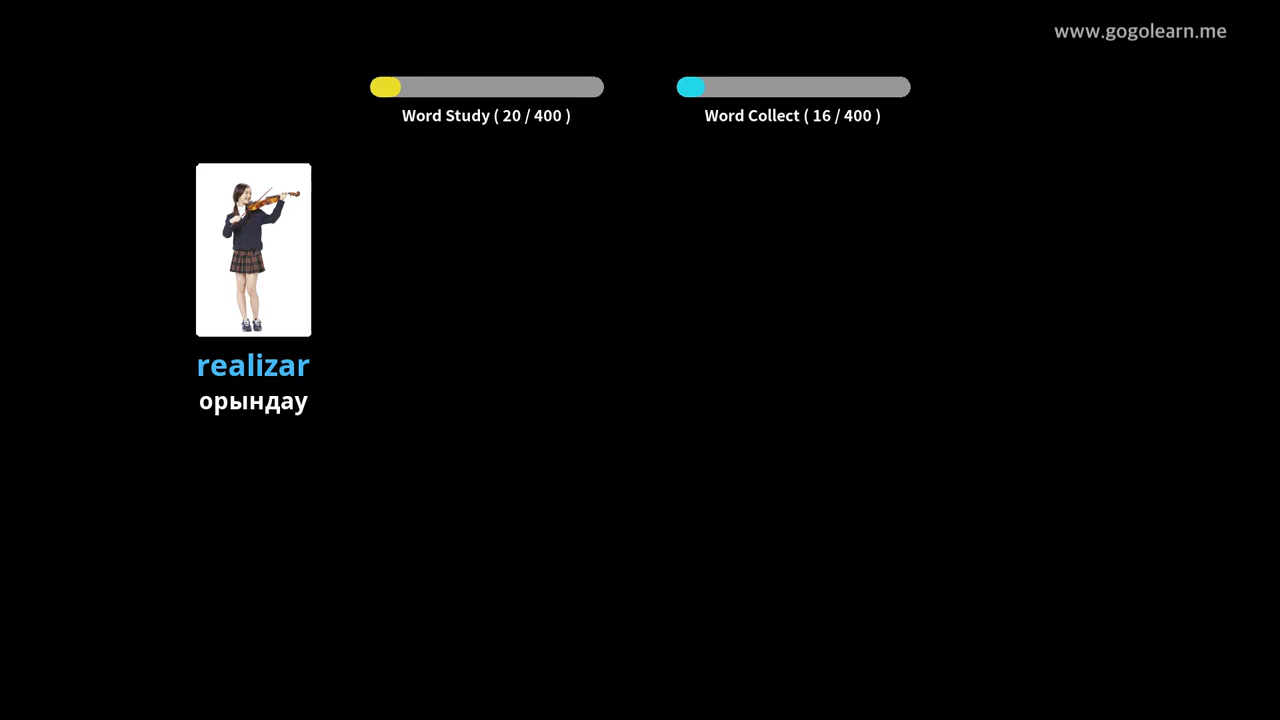 www.gogolearn.me
Word Study ( 20 / 400 )
Word Collect ( 16 / 400 )
realizar
орындау